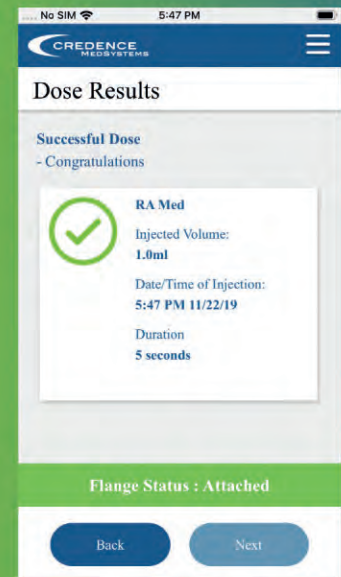 No SIM 5:47 PM
CREDENCE
MEDSYSTEMS
Dose Results
Successful Dose
- Congratulations
RA Med
Injected Volume:
1.0ml
Date/Time of Injection:
5:47 PM 11/22/19
Duration
5 seconds
Flange Status : Attached
Back Next